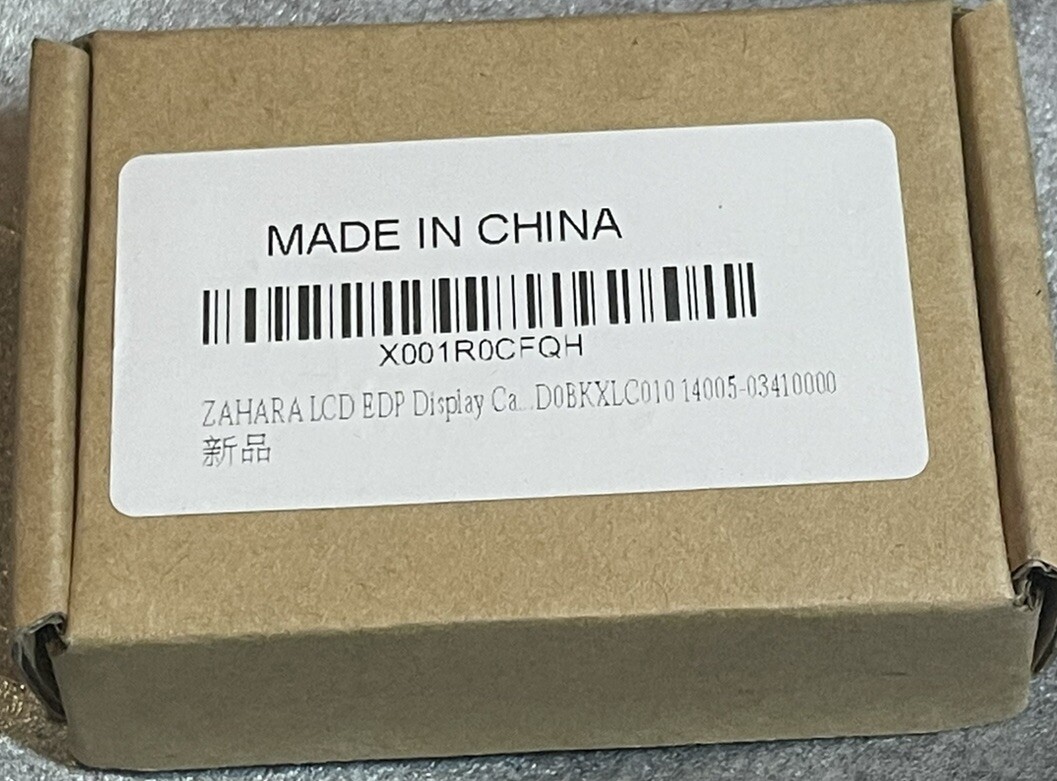 MADE IN CHINA
X001R0CFQH
ZAHARA LCD EDP Display Ca...D0BKXLC010 14005-03410000
新品